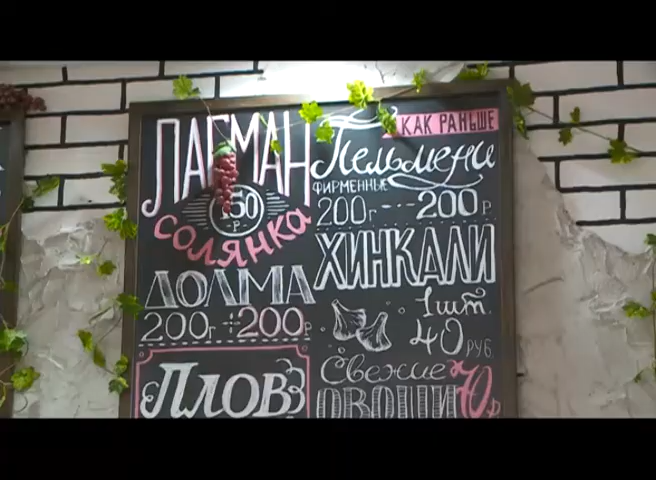 ЛАГМАН
150
-р-
СОЛЯНКА
ДОЛМА
200г ÷ 200р
ПЛОВ
КАК РАНЬШЕ
Пельмени
ФИРМЕННЫЕ
200г --- 200р
ХИНКАЛИ
1шт.
40 РУБ.
Свежие
ОВОЩИ